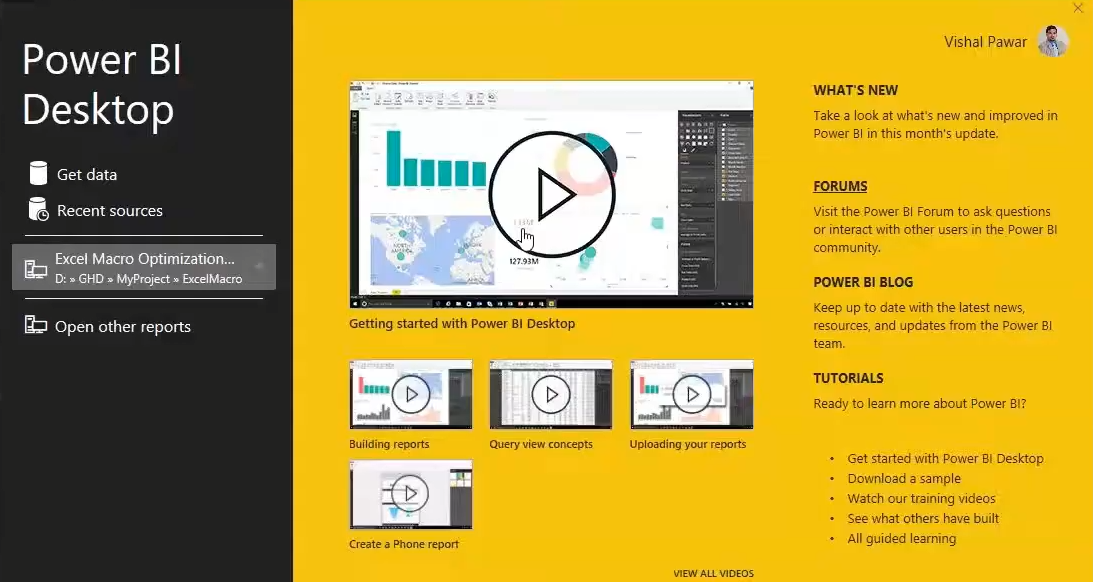 Power BI
Desktop
Get data
Recent sources
Excel Macro Optimization...
D: » GHD » MyProject » ExcelMacro
Open other reports
Vishal Pawar
127.93M
Getting started with Power BI Desktop
Building reports
Query view concepts
Uploading your reports
Create a Phone report
VIEW ALL VIDEOS
WHAT'S NEW
Take a look at what's new and improved in
Power BI in this month's update.
FORUMS
Visit the Power BI Forum to ask questions
or interact with other users in the Power BI
community.
POWER BI BLOG
Keep up to date with the latest news,
resources, and updates from the Power BI
team.
TUTORIALS
Ready to learn more about Power BI?
• Get started with Power BI Desktop
• Download a sample
• Watch our training videos
• See what others have built
• All guided learning